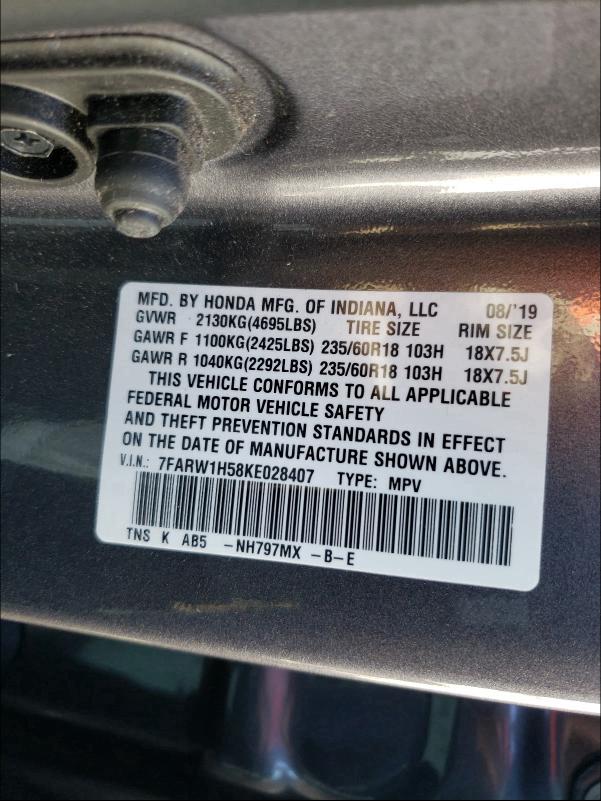 MFD. BY HONDA MFG. OF INDIANA, LLC 08/'19
GVWR 2130KG(4695LBS) TIRE SIZE RIM SIZE
GAWR F 1100KG(2425LBS) 235/60R18 103H 18X7.5J
GAWR R 1040KG(2292LBS) 235/60R18 103H 18X7.5J
THIS VEHICLE CONFORMS TO ALL APPLICABLE
FEDERAL MOTOR VEHICLE SAFETY
AND THEFT PREVENTION STANDARDS IN EFFECT
ON THE DATE OF MANUFACTURE SHOWN ABOVE.
V.I.N.: 7FARW1H58KE028407 TYPE: MPV
TNS K AB5 -NH797MX -B-E